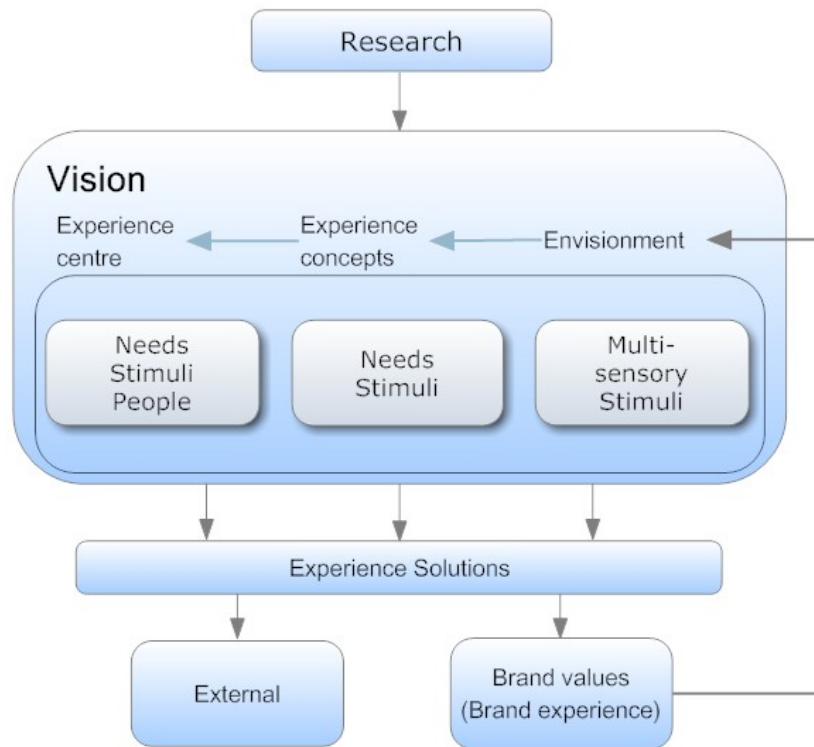 Research
Vision
Experience
centre
Experience
concepts
Envisionment
Needs
Stimuli
People
Needs
Stimuli
Multi-
sensory
Stimuli
Experience Solutions
External
Brand values
(Brand experience)